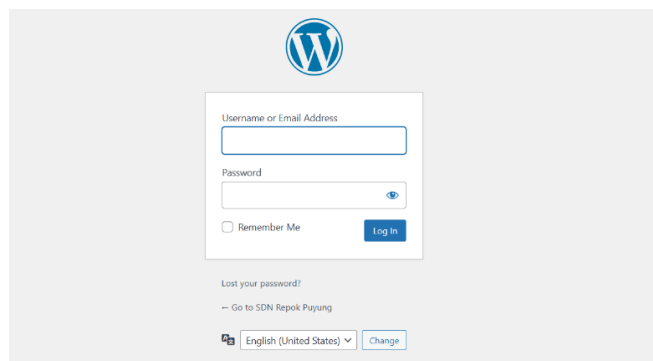 Username or Email Address
Password
Remember Me
Log In
Lost your password?
← Go to SDN Repok Puyung
English (United States)
Change